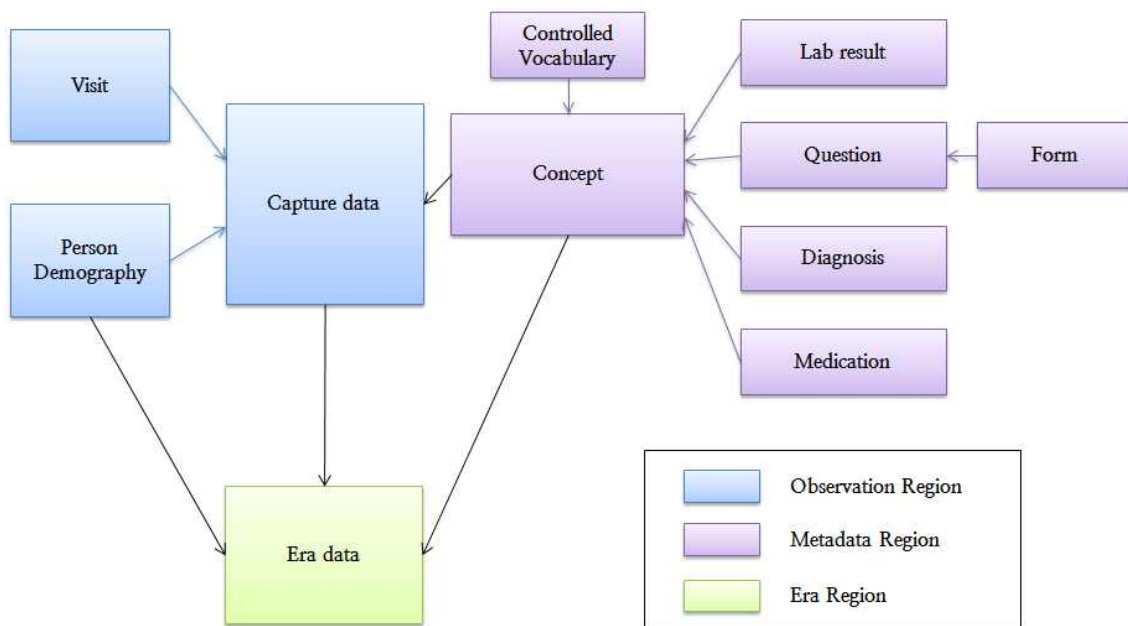 Visit
Controlled
Vocabulary
Lab result
Capture data
Concept
Question
Form
Person
Demography
Diagnosis
Medication
Era data
Observation Region
Metadada Region
Era Region